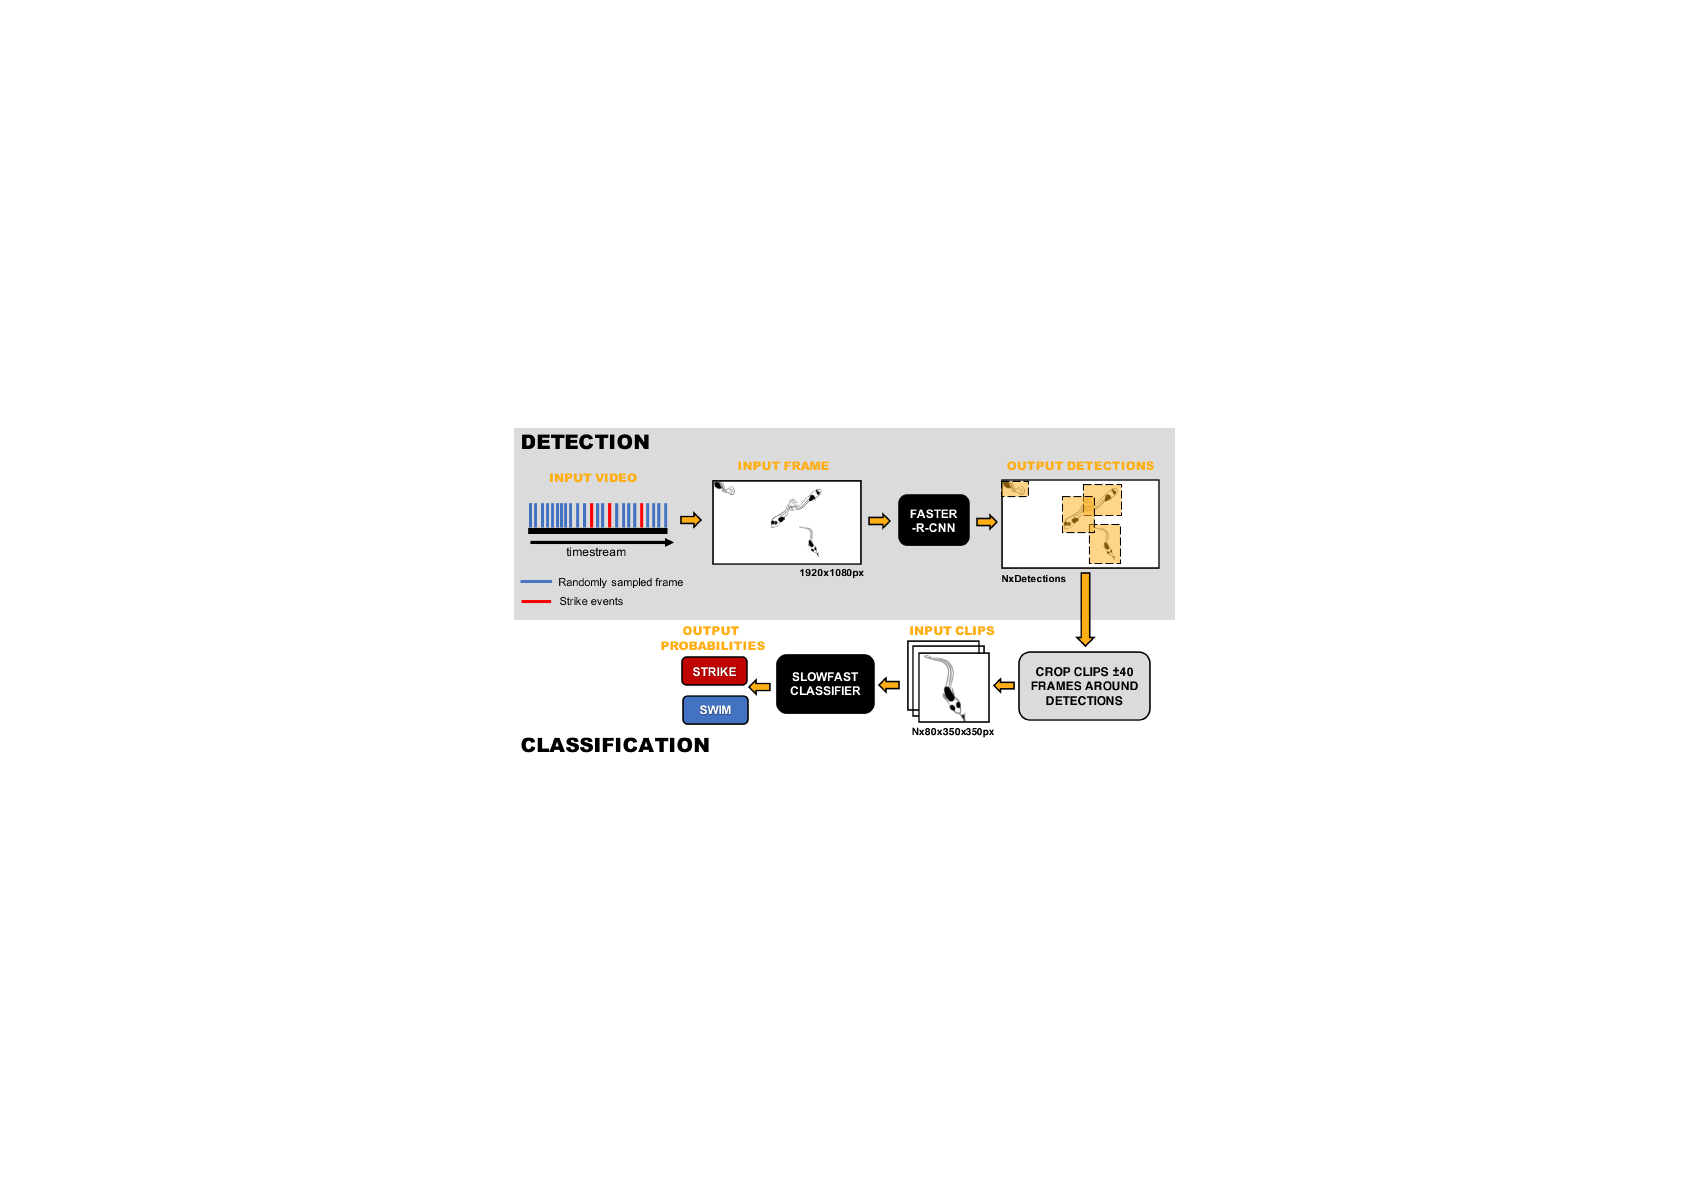 DETECTION
INPUT VIDEO
timestream
Randomly sampled frame
Strike events
INPUT FRAME
1920x1080px
FASTER
-R-CNN
OUTPUT DETECTIONS
NxDetections
CROP CLIPS ±40
FRAMES AROUND
DETECTIONS
INPUT CLIPS
Nx80x350x350px
SLOWFAST
CLASSIFIER
OUTPUT
PROBABILITIES
STRIKE
SWIM
CLASSIFICATION